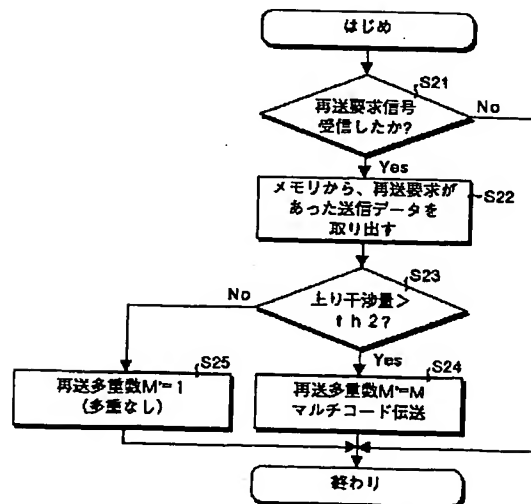 はじめ
S21
再送要求信号
受信したか?
No
Yes
メモリから、再送要求が
あった送信データを
取り出す
S22
S23
上り干渉量>
th2?
No
Yes
S25
再送多重数M'=1
(多重なし)
S24
再送多重数M'=M
マルチコード伝送
終わり